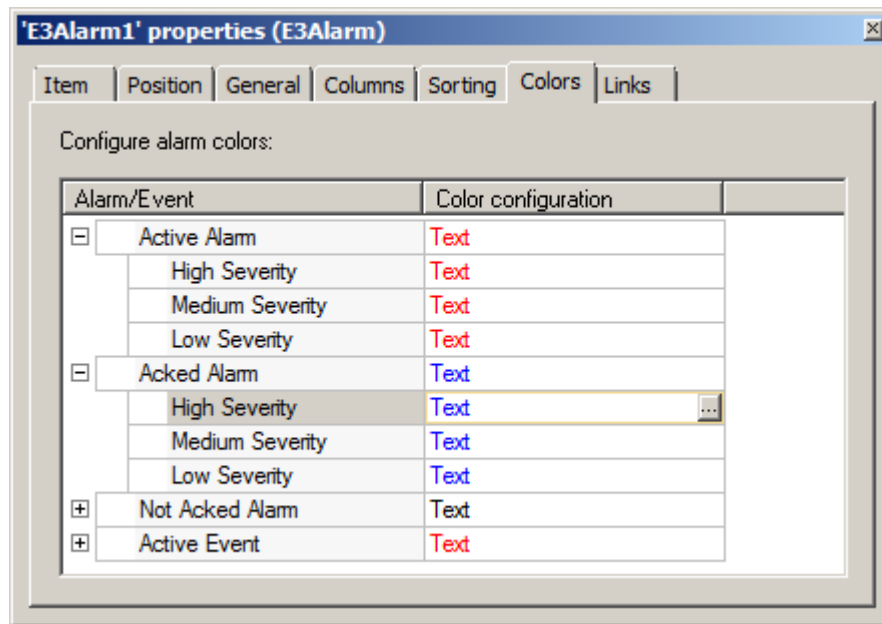 'E3Alarm1' properties (E3Alarm)
Item Position General Columns Sorting Colors Links
Configure alarm colors:
Alarm/Event Color configuration
Active Alarm Text
High Severity Text
Medium Severity Text
Low Severity Text
Acked Alarm Text
High Severity Text ...
Medium Severity Text
Low Severity Text
Not Acked Alarm Text
Active Event Text